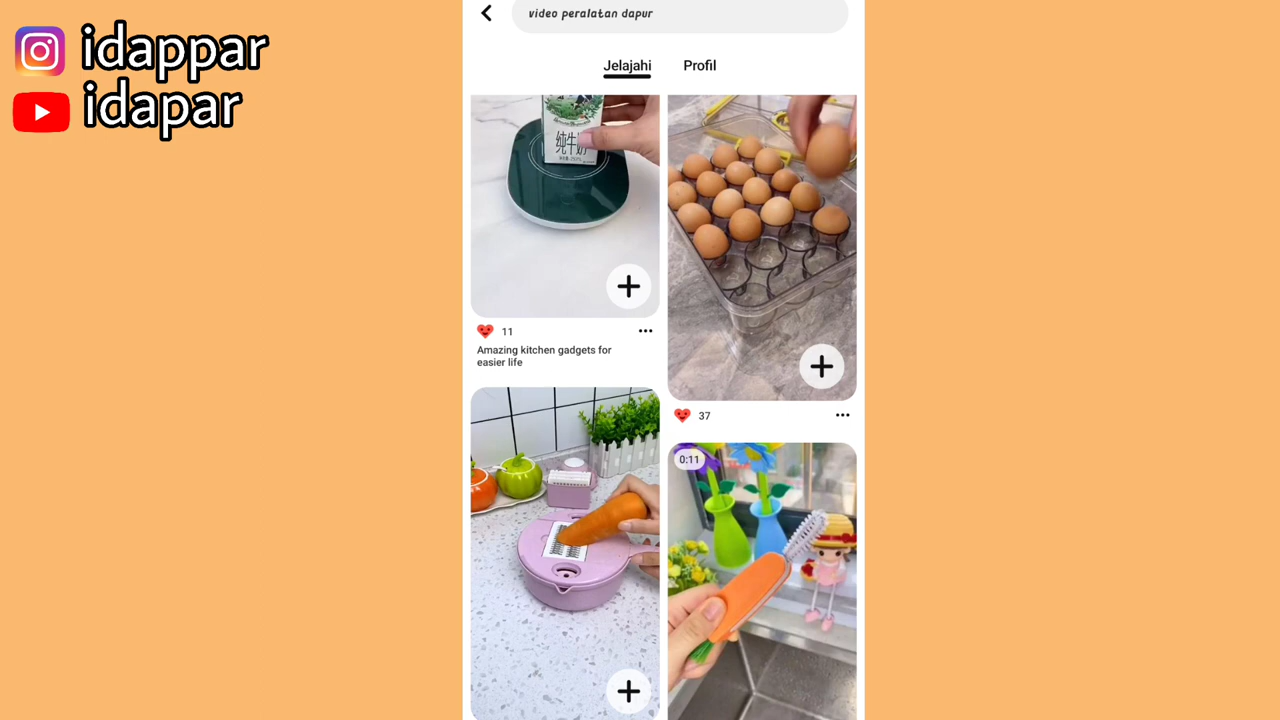 idappar
idapar
video peralatan dapur
Jelajahi
Profil
纯牛奶
11
Amazing kitchen gadgets for
easier life
37
0:11